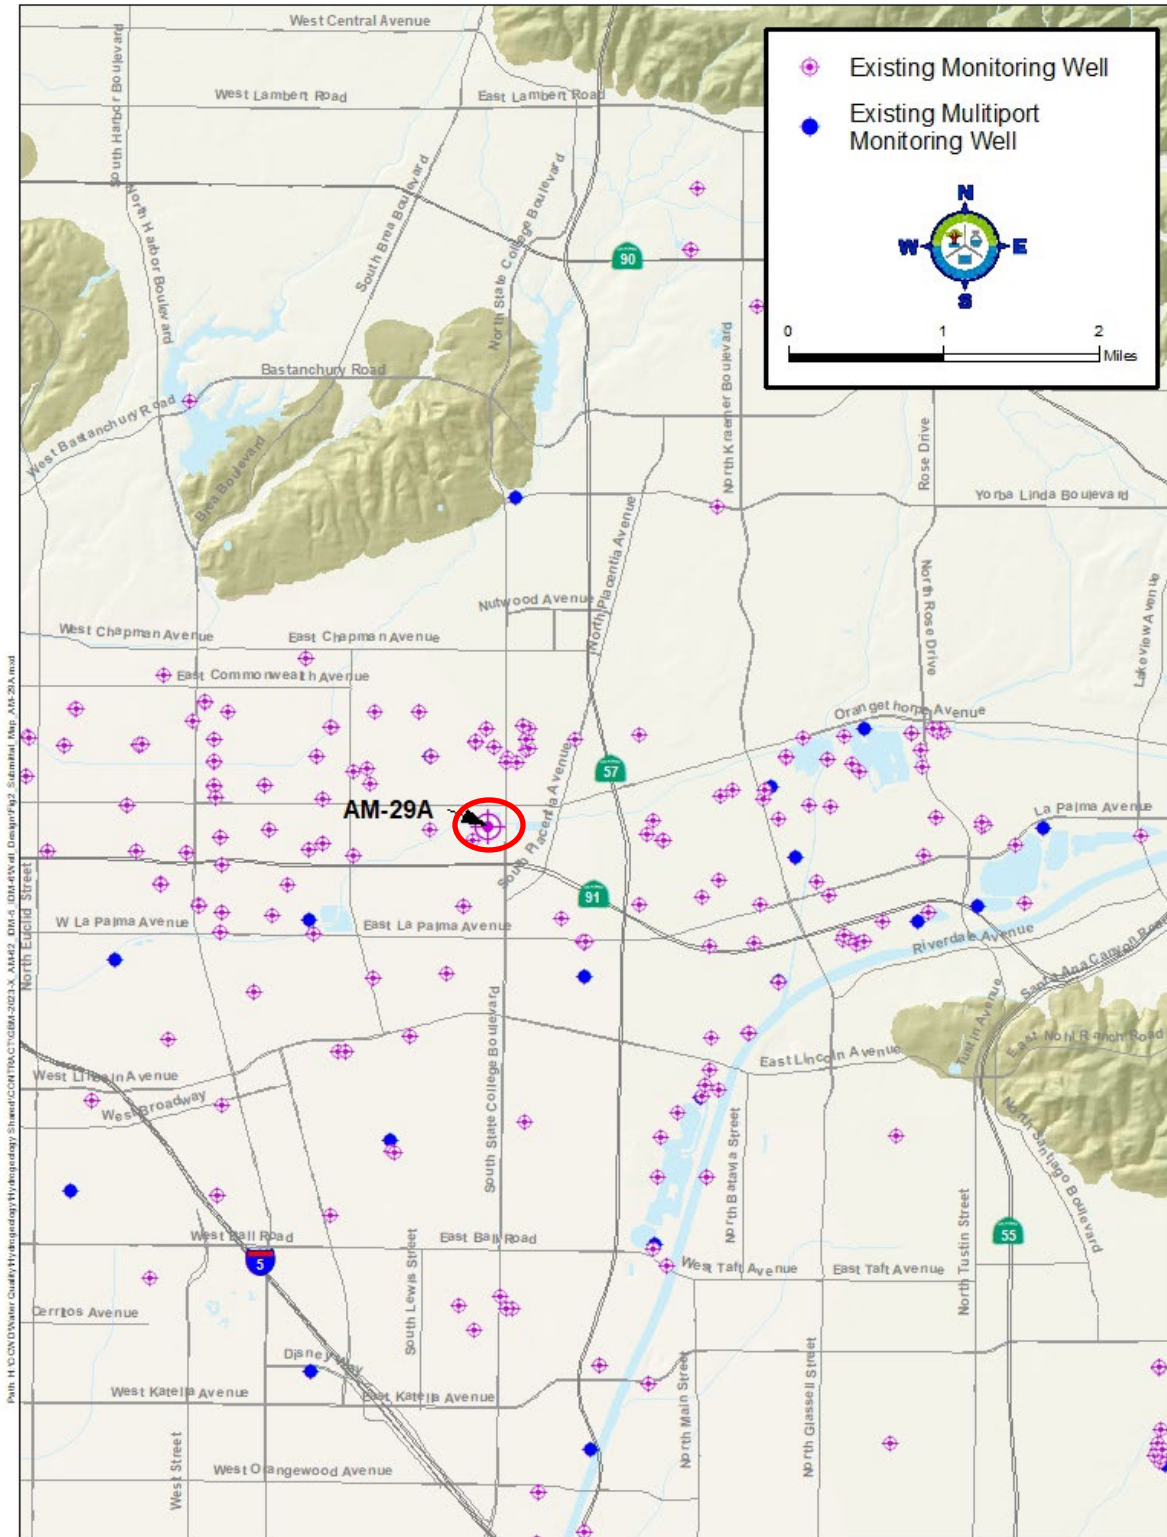 West Central Avenue
South Harbor Boulevard
West Lambert Road
East Lambert Road
Existing Monitoring Well
Existing Mulitiport
Monitoring Well
N
W
E
S
0
1
2
Miles
North Harbor Boulevard
South Brea Boulevard
North State College Boulevard
90
Bastanchury Road
West Bastanchury Road
Brea Boulevard
North Kraemer Boulevard
Rose Drive
Yorba Linda Boulevard
North Placentia Avenue
Nutwood Avenue
North Rose Drive
Lakeview Avenue
West Chapman Avenue
East Chapman Avenue
East Commonwealth Avenue
Orangethorpe Avenue
57
AM-29A
South Placentia Avenue
La Palma Avenue
91
North Euclid Street
W La Palma Avenue
East La Palma Avenue
Riverdale Avenue
Santa Ana Canyon Road
Tustin Avenue
East Nohl Ranch Road
East Lincoln Avenue
West Lincoln Avenue
West Broadway
South State College Boulevard
North Batavia Street
North Santiago Boulevard
North Tustin Street
55
West Ball Road
East Ball Road
5
South Lewis Street
West Taft Avenue
East Taft Avenue
Cerritos Avenue
Disney Way
West Katella Avenue
East Katella Avenue
North Main Street
North Glassell Street
West Street
West Orangewood Avenue